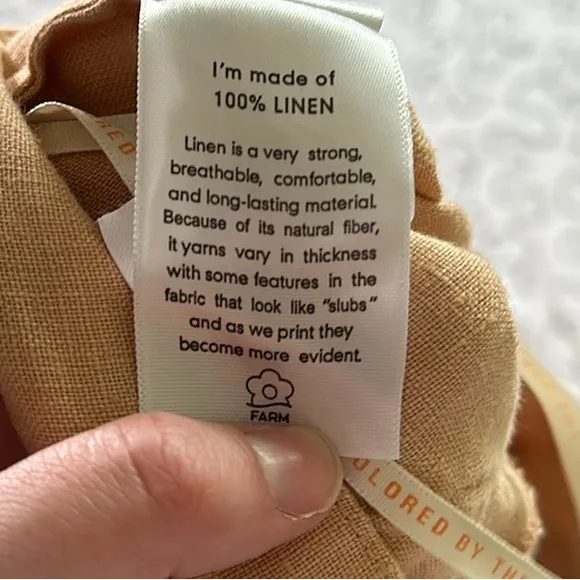 I'm made of
100% LINEN
Linen is a very strong,
breathable, comfortable,
and long-lasting material.
Because of its natural fiber,
it yarns vary in thickness
with some features in the
fabric that look like "slubs"
and as we print they
become more evident.
FARM
OLORED BY TH